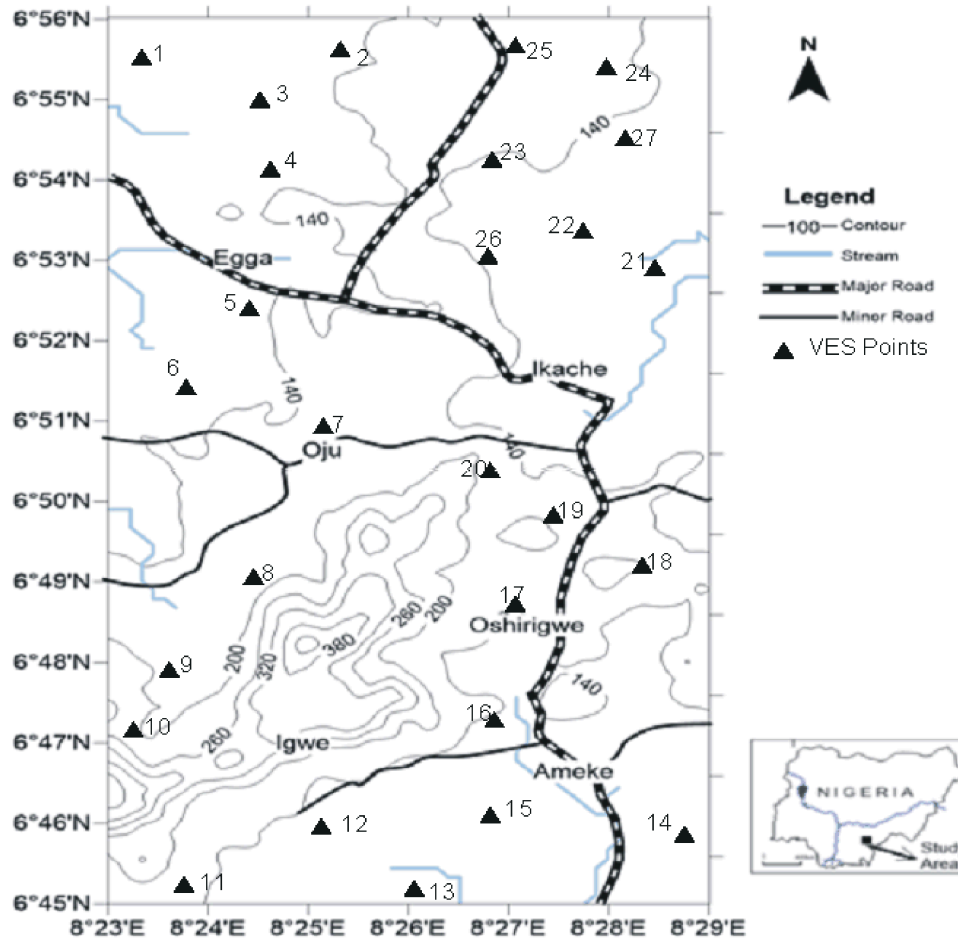 6°56'N
6°55'N
6°54'N
6°53'N
6°52'N
6°51'N
6°50'N
6°49'N
6°48'N
6°47'N
6°46'N
6°45'N
8°23'E
8°24'E
8°25'E
8°26'E
8°27'E
8°28'E
8°29'E
1
2
25
24
3
140
27
4
23
140
22
Egga
26
21
5
Ikache
6
140
7
Oju
140
20
19
8
18
17
Oshirigwe
200
260
200
320
380
9
140
10
16
260
Igwe
Ameke
12
15
14
11
13
N
Legend
100 Contour
Stream
Major Road
Minor Road
VES Points
NIGERIA
Area